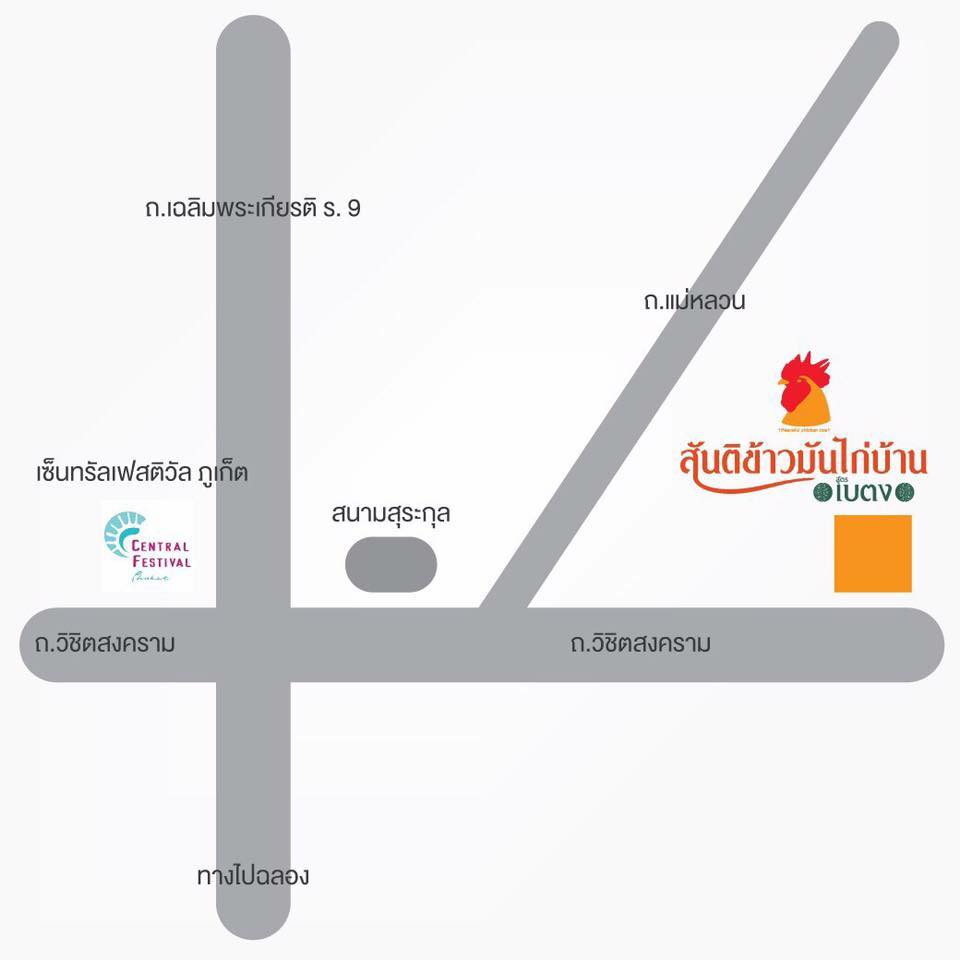 ถ.เฉลิมพระเกียรติ ร. 9
ถ.แม่หลวน
เซ็นทรัลเฟสติวัล ภูเก็ต
CENTRAL
FESTIVAL
Phuket
สนามสุระกุล
สันติข้าวมันไก่บ้าน
สูตร
เบตง
ถ.วิชิตสงคราม
ถ.วิชิตสงคราม
ทางไปฉลอง